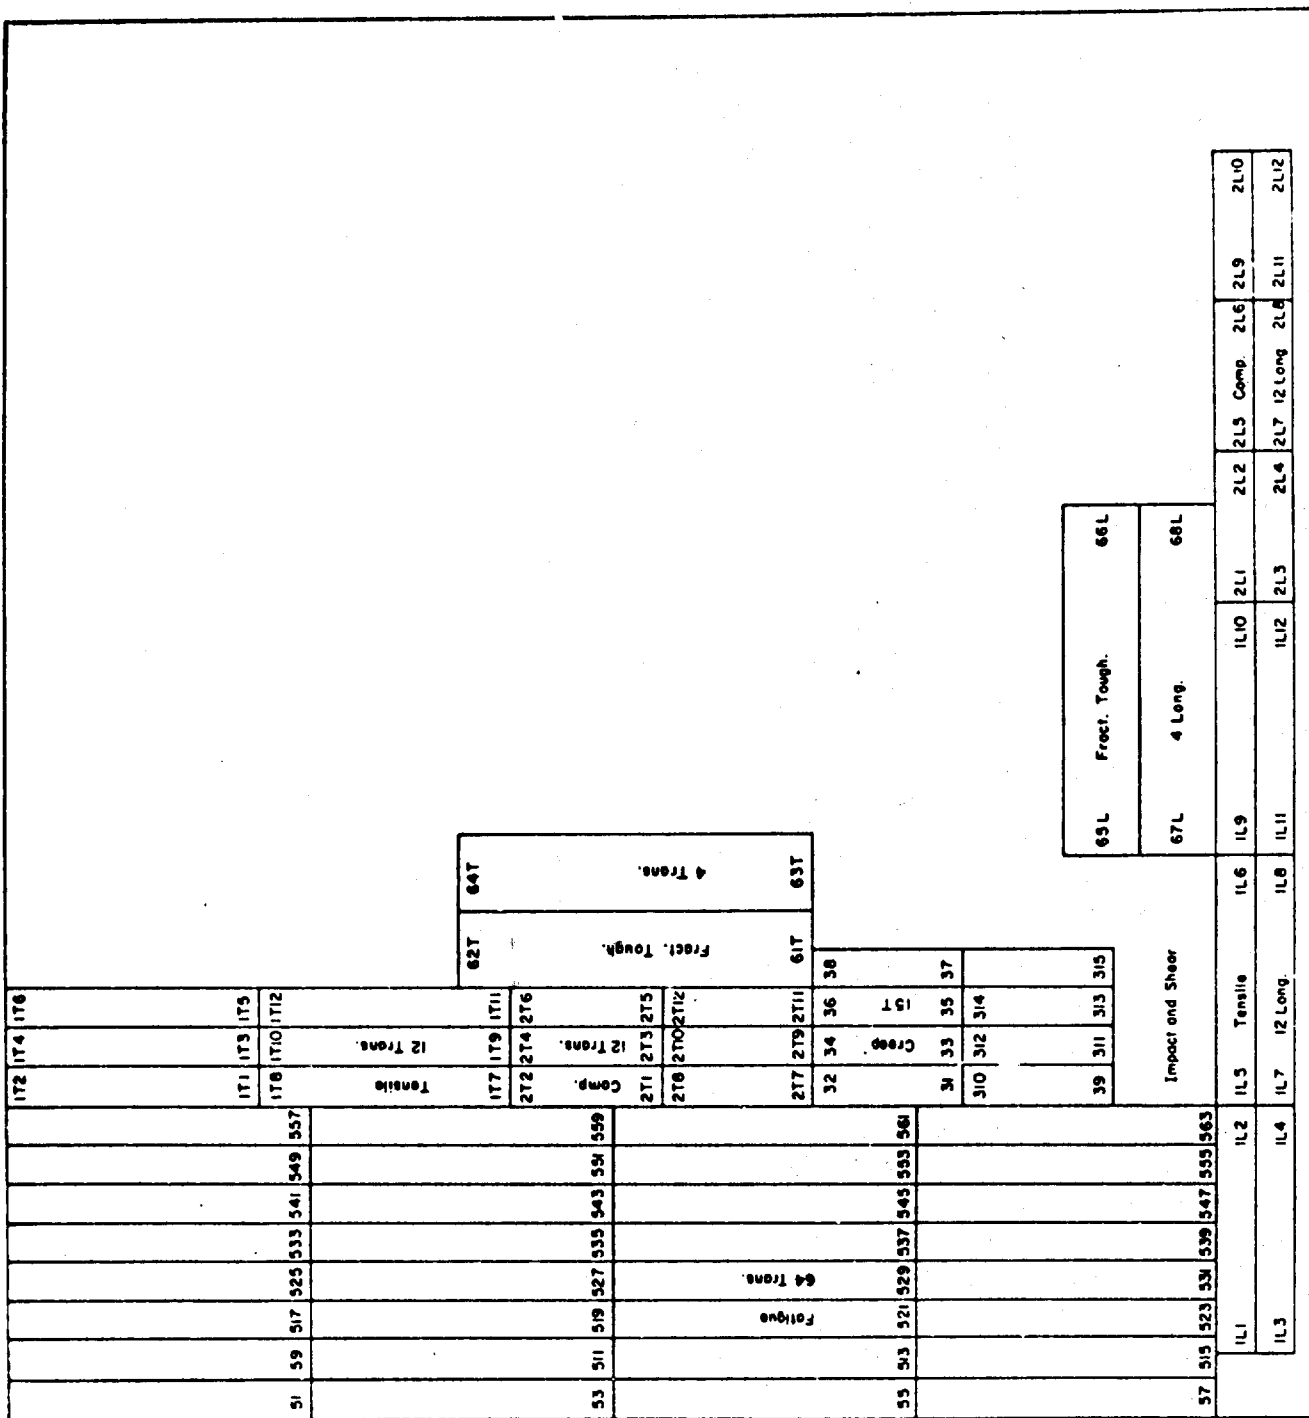 1T2 1T4 1T6
1T1 1T3 1T5
1T8 1T10 1T12
Tensile 12 Trans.
1T7 1T9 1T11
2T2 2T4 2T6
Comp. 12 Trans.
2T1 2T3 2T5
2T8 2T10 2T12
2T7 2T9 2T11
62T 64T
Fract. Tough. 4 Trans.
61T 63T
32 34 36 38
Creep 15T
31 33 35 37
310 312 314
39 311 313 315
Impact and Shear
51 59 517 525 533 541 549 557
53 511 519 527 535 543 551 559
Fatigue 64 Trans.
55 513 521 529 537 545 553 561
57 515 523 531 539 547 555 563
65L Fract. Tough. 66L
67L 4 Long. 68L
1L1 1L2 1L5 Tensile 1L6 1L9 1L10 2L1 2L2 2L5 Comp. 2L6 2L9 2L10
1L3 1L4 1L7 12 Long. 1L8 1L11 1L12 2L3 2L4 2L7 12 Long 2L8 2L11 2L12